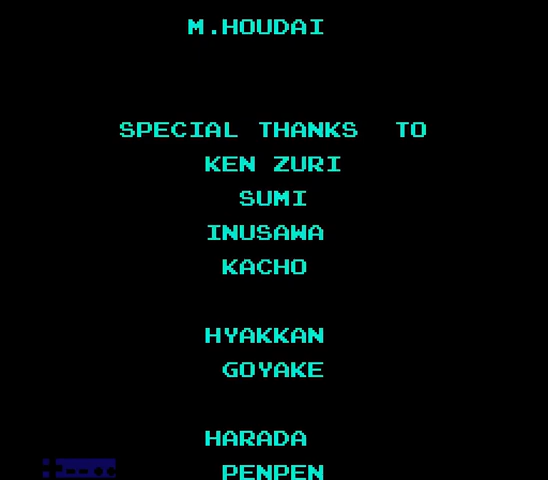 M.HOUDAI
SPECIAL THANKS TO
KEN ZURI
SUMI
INUSAWA
KACHO
HYAKKAN
GOYAKE
HARADA
PENPEN